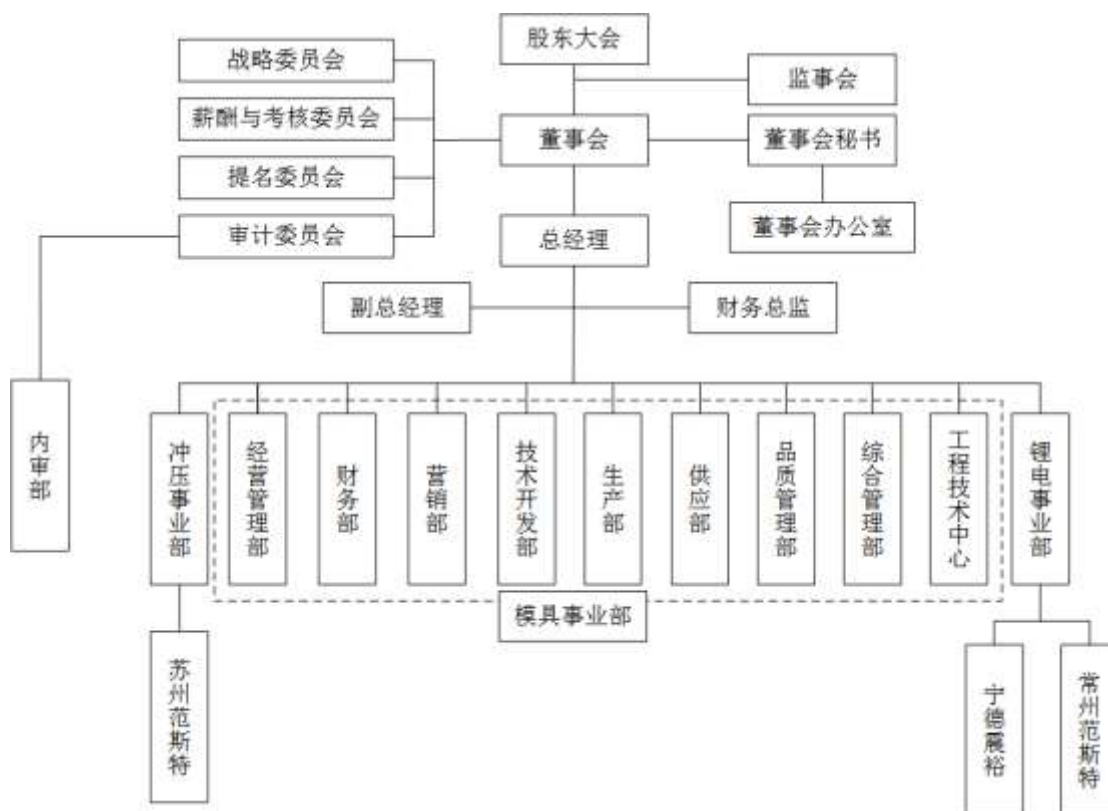 股东大会
战略委员会
监事会
薪酬与考核委员会
董事会
董事会秘书
提名委员会
审计委员会
总经理
董事会办公室
副总经理
财务总监
内审部
冲压事业部
经营管理部
财务部
营销部
技术开发部
生产部
供应部
品质管理部
综合管理部
工程技术中心
锂电事业部
模具事业部
苏州范斯特
宁德震裕
常州范斯特